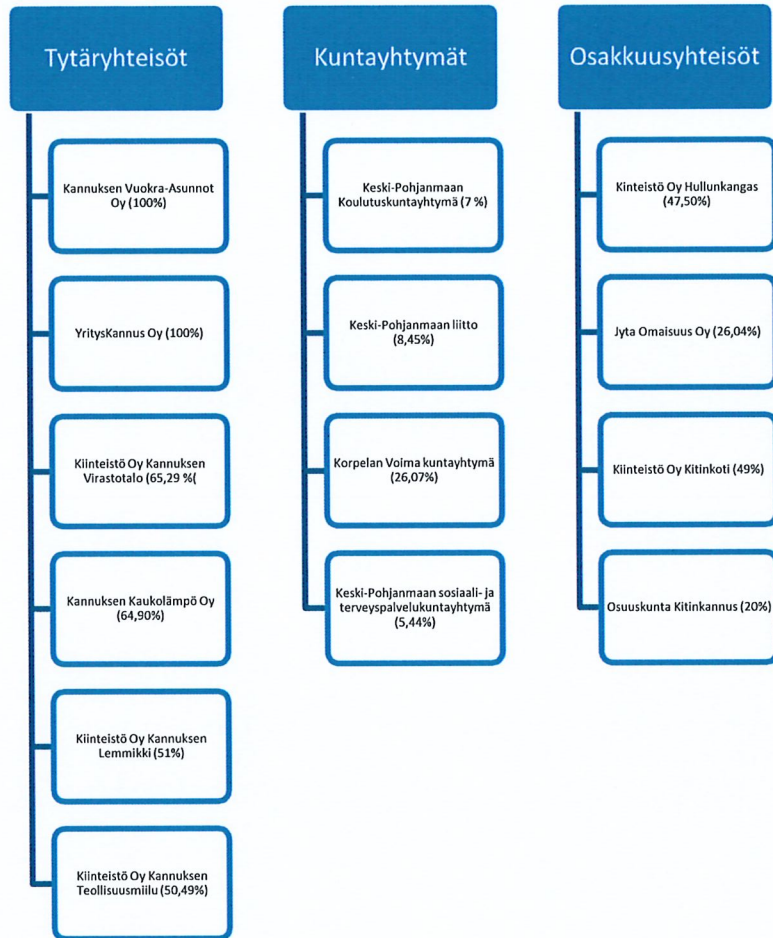 Tytäryhteisöt
Kannuksen Vuokra-Asunnot
Oy (100%)
YritysKannus Oy (100%)
Kiinteistö Oy Kannuksen
Virastotalo (65,29 %(
Kannuksen Kaukolämpö Oy
(64,90%)
Kiinteistö Oy Kannuksen
Lemmikki (51%)
Kiinteistö Oy Kannuksen
Teollisuusmiilu (50,49%)
Kuntayhtymät
Keski-Pohjanmaan
Koulutuskuntayhtymä (7 %)
Keski-Pohjanmaan liitto
(8,45%)
Korpelan Voima kuntayhtymä
(26,07%)
Keski-Pohjanmaan sosiaali- ja
terveyspalvelukuntayhtymä
(5,44%)
Osakkuusyhteisöt
Kinteistö Oy Hullunkangas
(47,50%)
Jyta Omaisuus Oy (26,04%)
Kiinteistö Oy Kitinkoti (49%)
Osuuskunta Kitinkannus (20%)